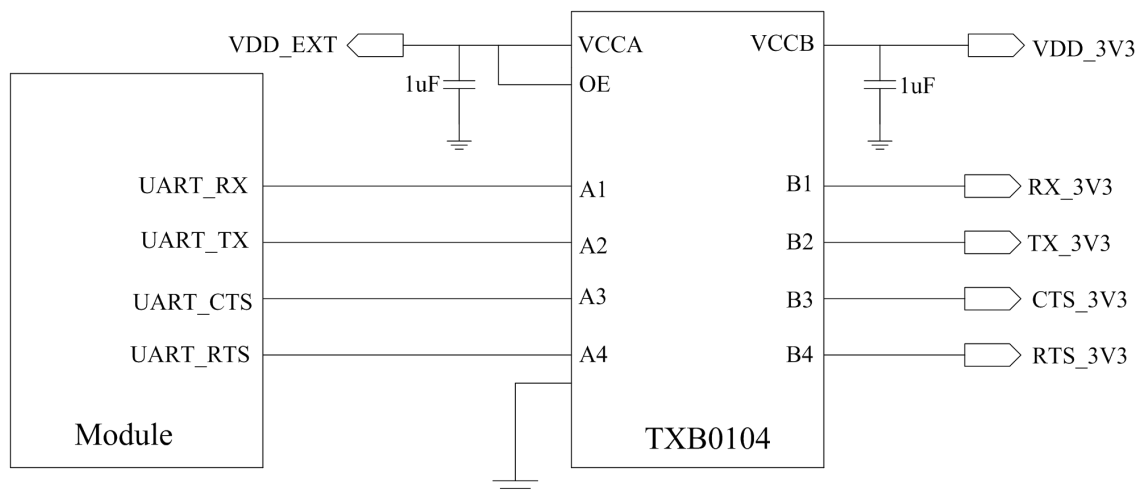 VDD_EXT VCCA VCCB VDD_3V3
1uF OE 1uF
UART_RX A1 B1 RX_3V3
UART_TX A2 B2 TX_3V3
UART_CTS A3 B3 CTS_3V3
UART_RTS A4 B4 RTS_3V3
Module TXB0104